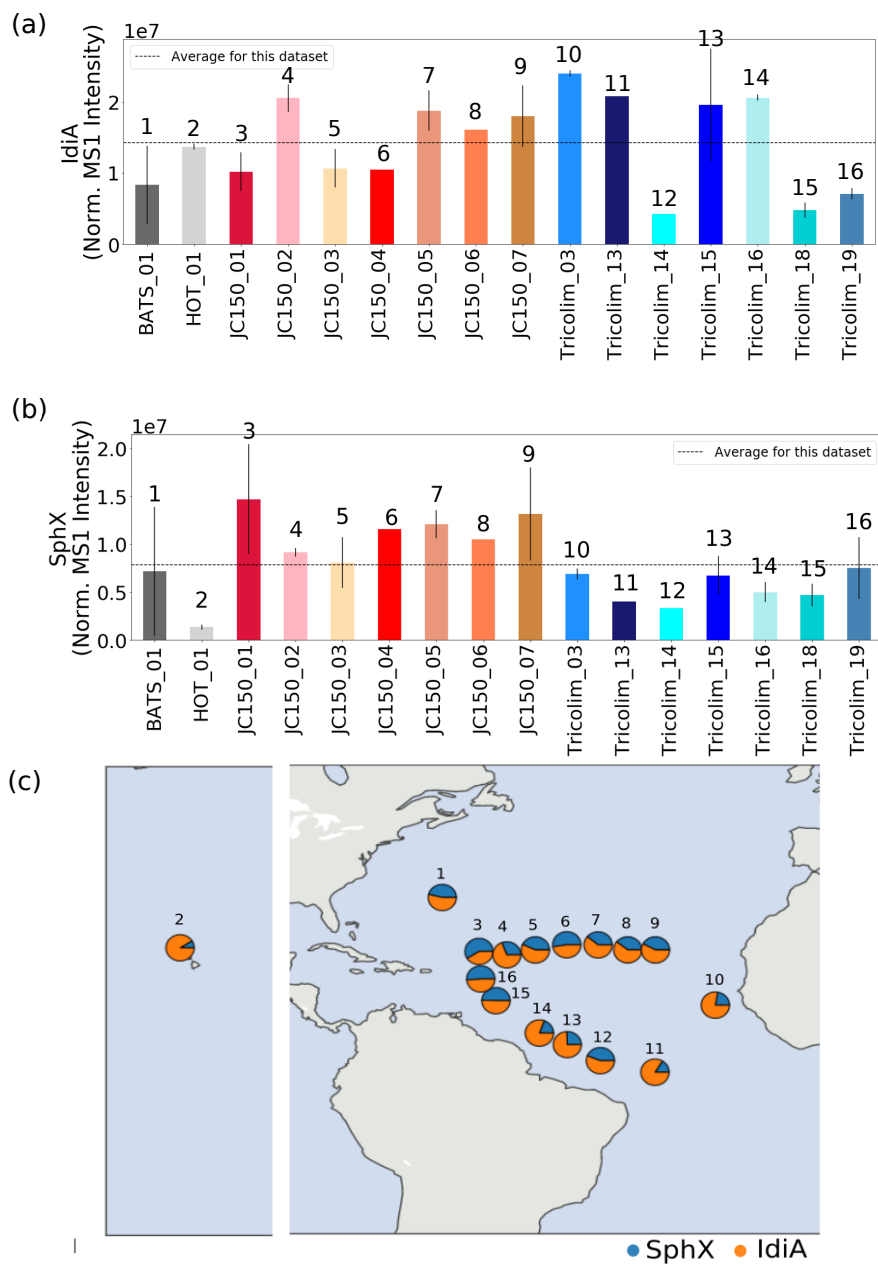 (a)
1e7
IdiA
(Norm. MS1 Intensity)
Average for this dataset
2
1
0
1
2
3
4
5
6
7
8
9
10
11
12
13
14
15
16
BATS_01
HOT_01
JC150_01
JC150_02
JC150_03
JC150_04
JC150_05
JC150_06
JC150_07
Tricolim_03
Tricolim_13
Tricolim_14
Tricolim_15
Tricolim_16
Tricolim_18
Tricolim_19
(b)
1e7
SphX
(Norm. MS1 Intensity)
Average for this dataset
2.0
1.5
1.0
0.5
0.0
1
2
3
4
5
6
7
8
9
10
11
12
13
14
15
16
BATS_01
HOT_01
JC150_01
JC150_02
JC150_03
JC150_04
JC150_05
JC150_06
JC150_07
Tricolim_03
Tricolim_13
Tricolim_14
Tricolim_15
Tricolim_16
Tricolim_18
Tricolim_19
(c)
1
2
3
4
5
6
7
8
9
16
15
10
14
13
12
11
SphX
IdiA